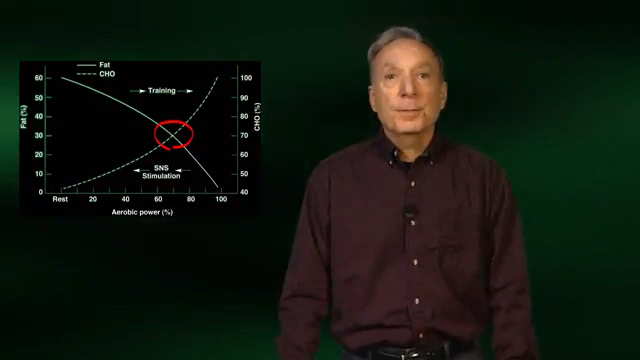 Fat
CHO
Training
SNS
Stimulation
Fat (%)
60
50
40
30
20
10
0
CHO (%)
100
90
80
70
60
50
40
Rest
20
40
60
80
100
Aerobic power (%)